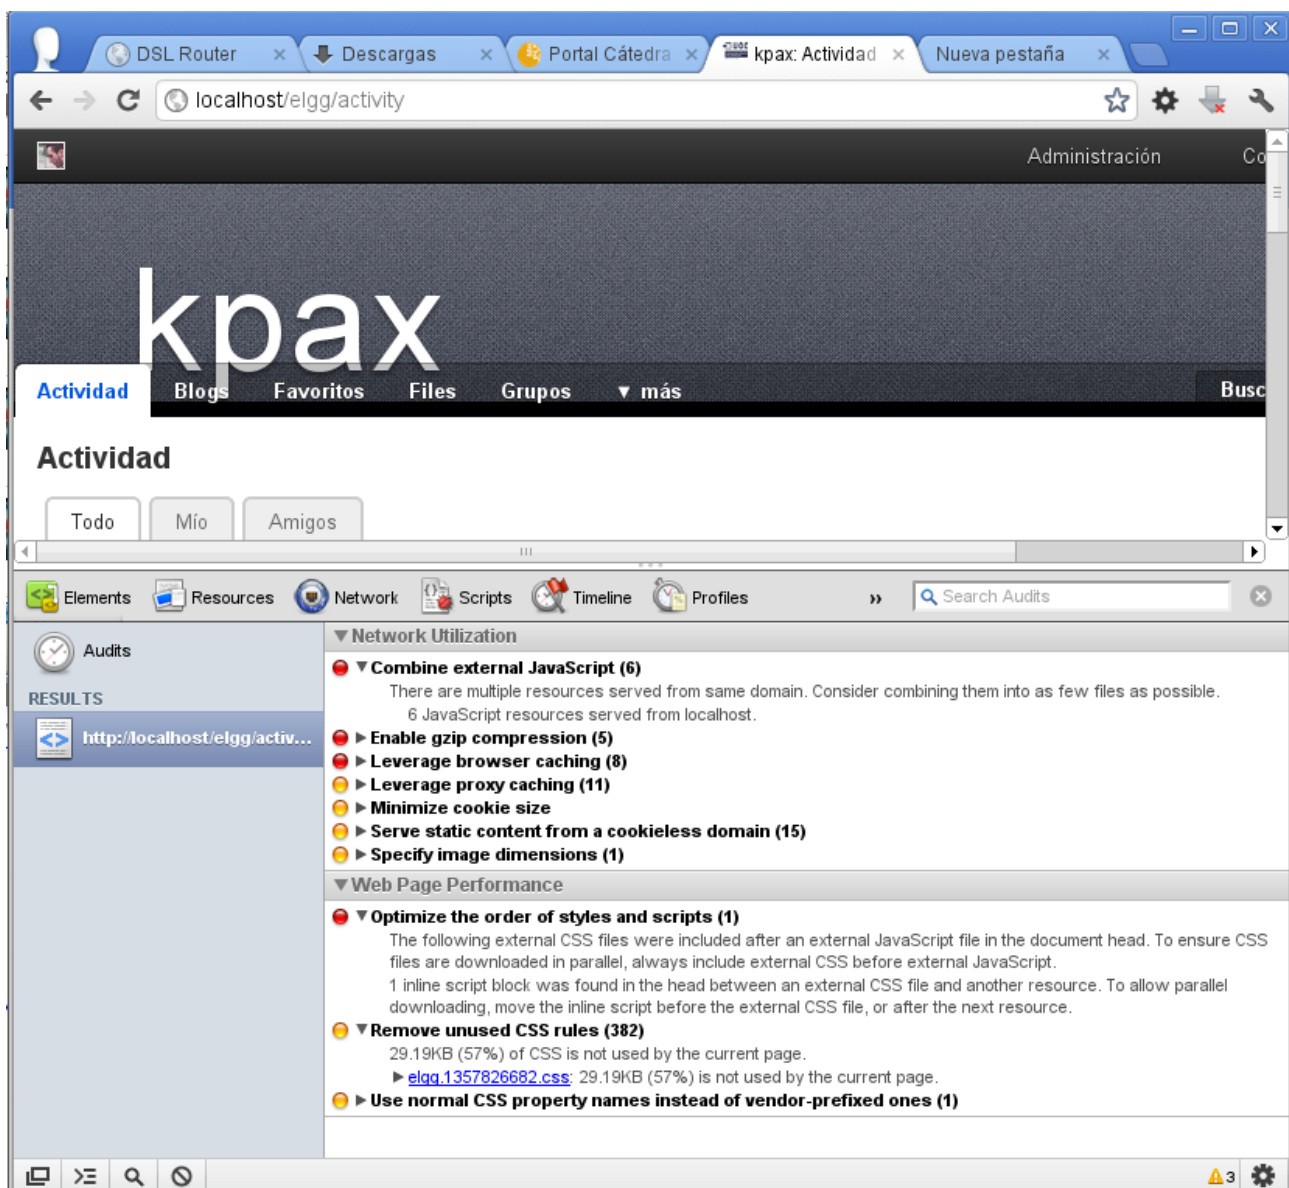 DSL Router
Descargas
Portal Cátedra
kpax: Actividad
Nueva pestaña
localhost/elgg/activity
Administración
Co
kpax
Actividad
Blogs
Favoritos
Files
Grupos
▼ más
Busc
Actividad
Todo
Mío
Amigos
Elements
Resources
Network
Scripts
Timeline
Profiles
»
Search Audits
Audits
RESULTS
http://localhost/elgg/activ...
Network Utilization
Combine external JavaScript (6)
There are multiple resources served from same domain. Consider combining them into as few files as possible.
6 JavaScript resources served from localhost.
Enable gzip compression (5)
Leverage browser caching (8)
Leverage proxy caching (11)
Minimize cookie size
Serve static content from a cookieless domain (15)
Specify image dimensions (1)
Web Page Performance
Optimize the order of styles and scripts (1)
The following external CSS files were included after an external JavaScript file in the document head. To ensure CSS
files are downloaded in parallel, always include external CSS before external JavaScript.
1 inline script block was found in the head between an external CSS file and another resource. To allow parallel
downloading, move the inline script before the external CSS file, or after the next resource.
Remove unused CSS rules (382)
29.19KB (57%) of CSS is not used by the current page.
elgg.1357826682.css: 29.19KB (57%) is not used by the current page.
Use normal CSS property names instead of vendor-prefixed ones (1)
3